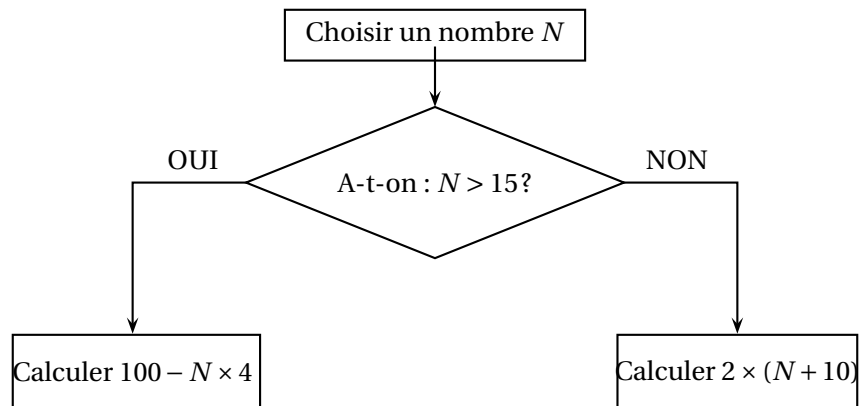 Choisir un nombre N
OUI
NON
A-t-on : N > 15?
Calculer 100 − N × 4
Calculer 2 × (N + 10)